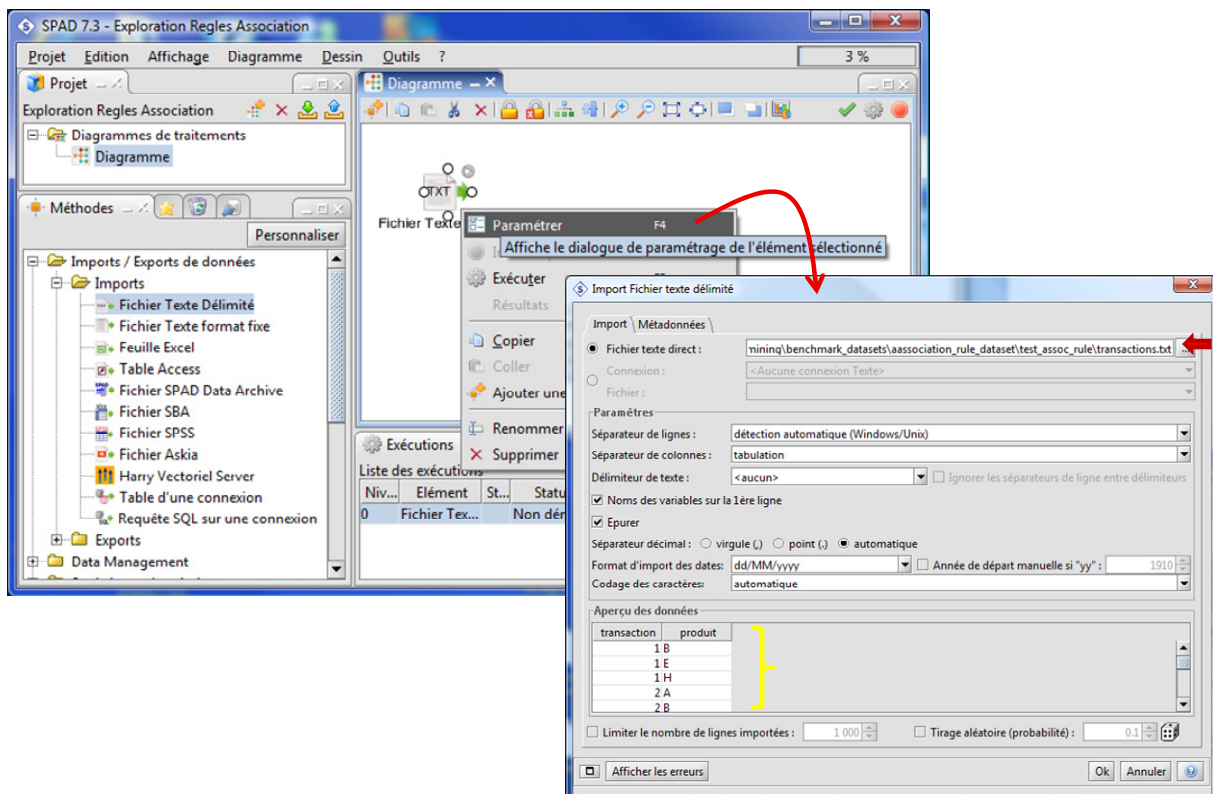 SPAD 7.3 - Exploration Regles Association
Projet Edition Affichage Diagramme Dessin Outils ?
3 %
Projet
Exploration Regles Association
Diagrammes de traitements
Diagramme
Méthodes
Personnaliser
Imports / Exports de données
Imports
Fichier Texte Délimité
Fichier Texte format fixe
Feuille Excel
Table Access
Fichier SPAD Data Archive
Fichier SBA
Fichier SPSS
Fichier Askia
Harry Vectoriel Server
Table d'une connexion
Requête SQL sur une connexion
Exports
Data Management
Diagramme
TXT
Fichier Texte
Paramétrer F4
Affiche le dialogue de paramétrage de l'élément sélectionné
Exécuter
Résultats
Copier
Coller
Ajouter une
Renommer
Supprimer
Exécutions
Liste des exécutions
Niv... Elément St... Statu
0 Fichier Tex... Non dér
Import Fichier texte délimité
Import Métadonnées
Fichier texte direct : mining\benchmark_datasets\aassociation_rule_dataset\test_assoc_rule\transactions.txt ...
Connexion : <Aucune connexion Texte>
Fichier :
Paramètres
Séparateur de lignes : détection automatique (Windows/Unix)
Séparateur de colonnes : tabulation
Délimiteur de texte : <aucun> Ignorer les séparateurs de ligne entre délimiteurs
Noms des variables sur la 1ère ligne
Epurer
Séparateur décimal : virgule (,) point (.) automatique
Format d'import des dates: dd/MM/yyyy Année de départ manuelle si "yy" : 1910
Codage des caractères: automatique
Aperçu des données
transaction produit
1 B
1 E
1 H
2 A
2 B
Limiter le nombre de lignes importées : 1 000 Tirage aléatoire (probabilité) : 0.1
Afficher les erreurs Ok Annuler